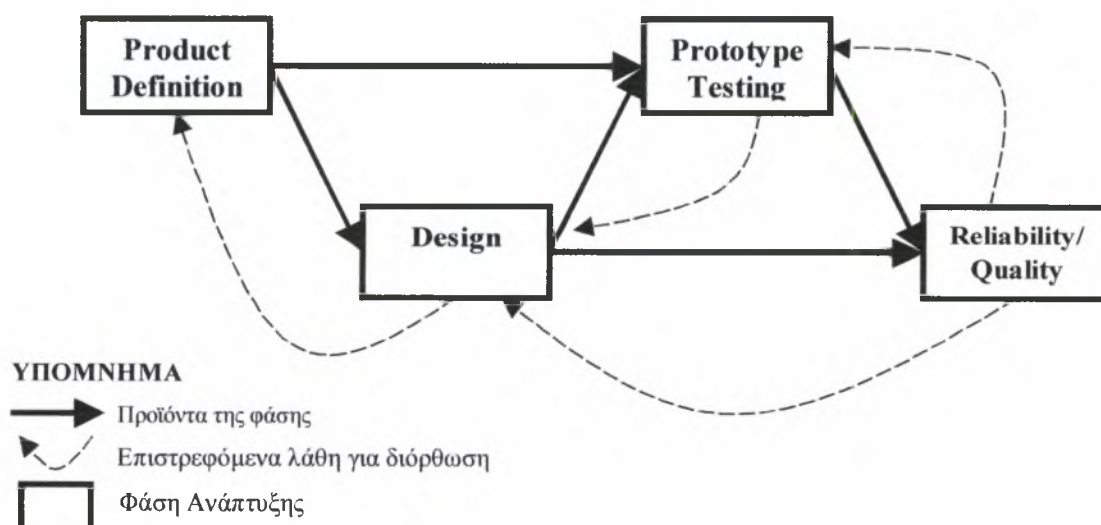 Product
Definition
Prototype
Testing
Design
Reliability/
Quality
ΥΠΟΜΝΗΜΑ
Προϊόντα της φάσης
Επιστρεφόμενα λάθη για διόρθωση
Φάση Ανάπτυξης